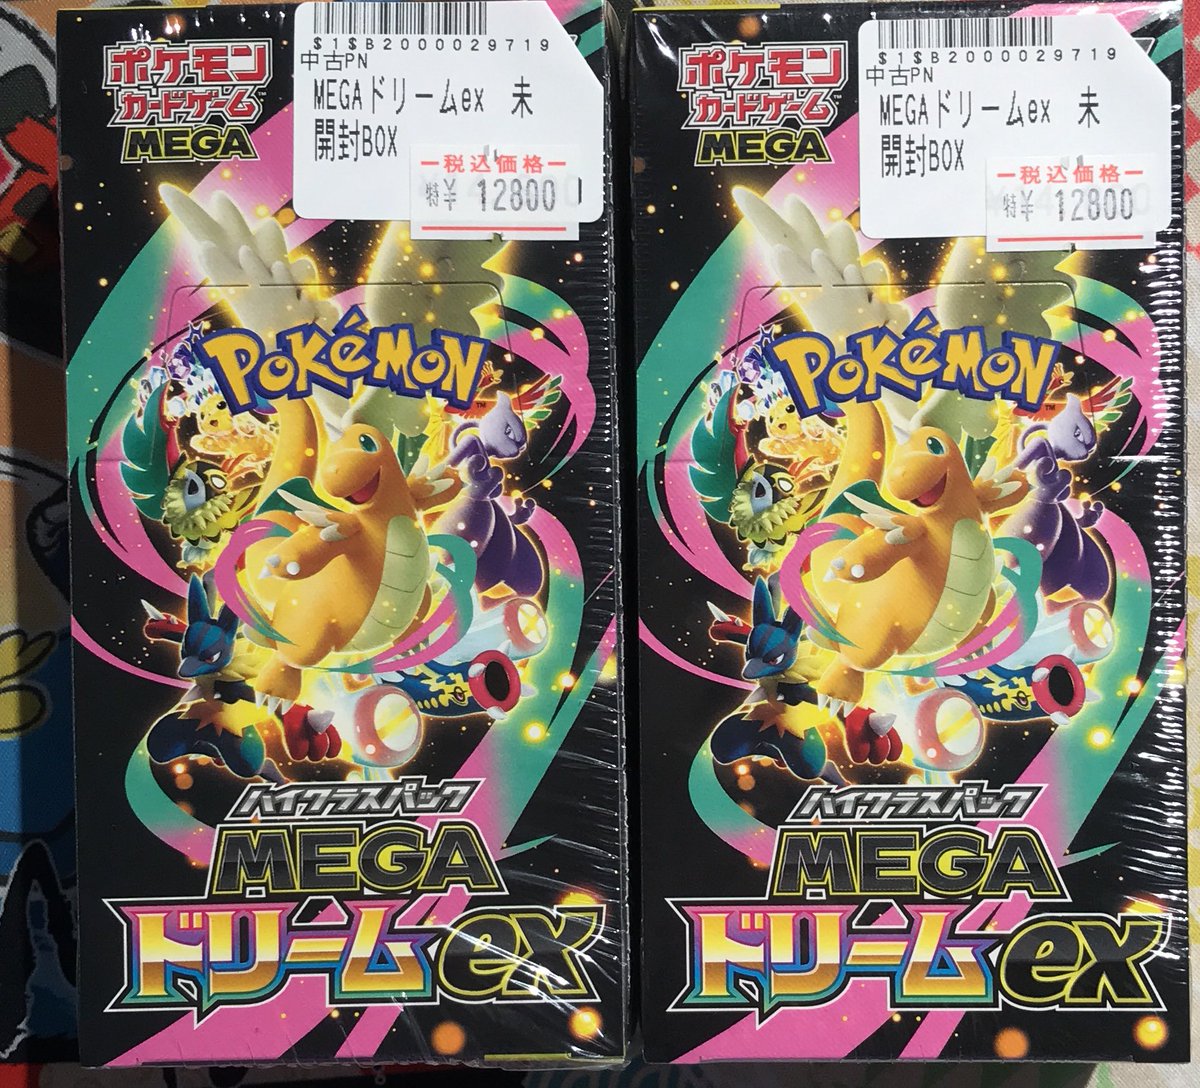 $1$B2000029719
中古PN
MEGAドリームex 未
開封BOX
税込価格
特¥ 12800
ポケモン
カードゲーム
MEGA
POKéMON
TM
ハイクラスパック
MEGA
ドリームex
$1$B2000029719
中古PN
MEGAドリームex 未
開封BOX
税込価格
特¥ 12800
ポケモン
カードゲーム
MEGA
POKéMON
ハイクラスパック
MEGA
ドリームex